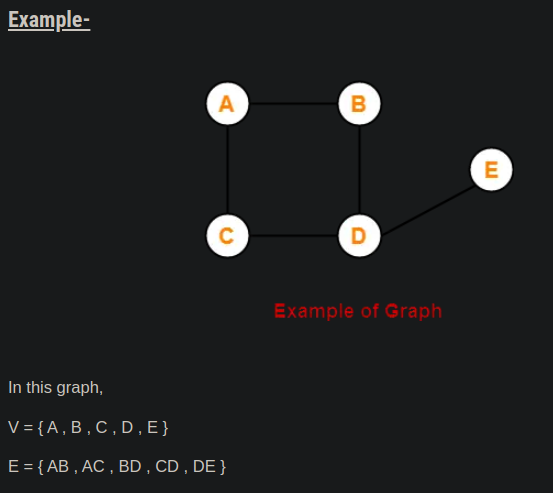 Example-
A
B
E
C
D
Example of Graph
In this graph,
V = { A , B , C , D , E }
E = { AB , AC , BD , CD , DE }